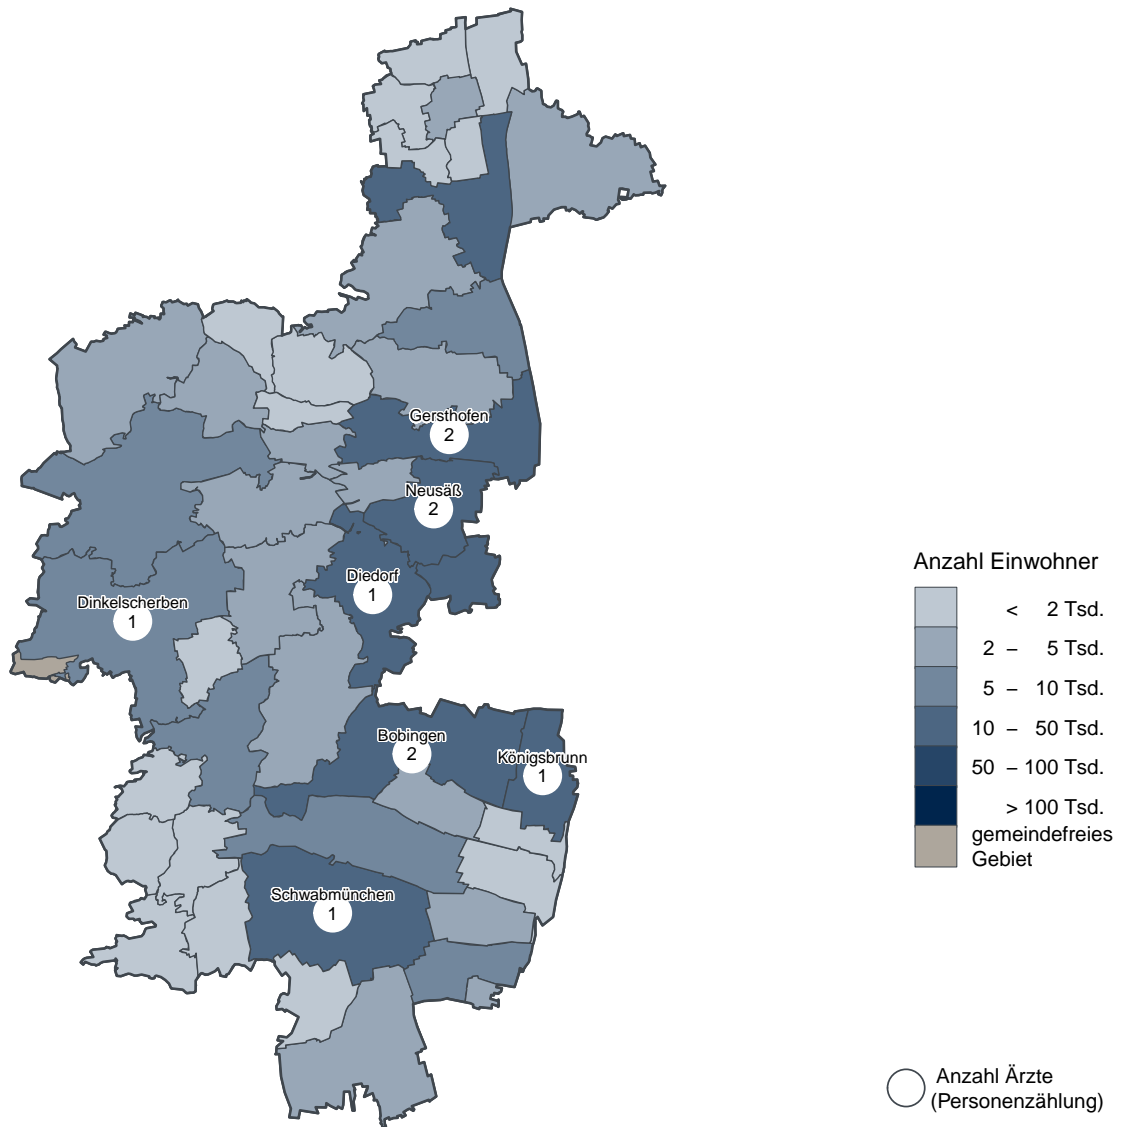 Gersthofen
2
Neusäß
2
Diedorf
1
Dinkelscherben
1
Bobingen
2
Königsbrunn
1
Schwabmünchen
1
Anzahl Einwohner
< 2 Tsd.
2 – 5 Tsd.
5 – 10 Tsd.
10 – 50 Tsd.
50 – 100 Tsd.
> 100 Tsd.
gemeindefreies
Gebiet
Anzahl Ärzte
(Personenzählung)